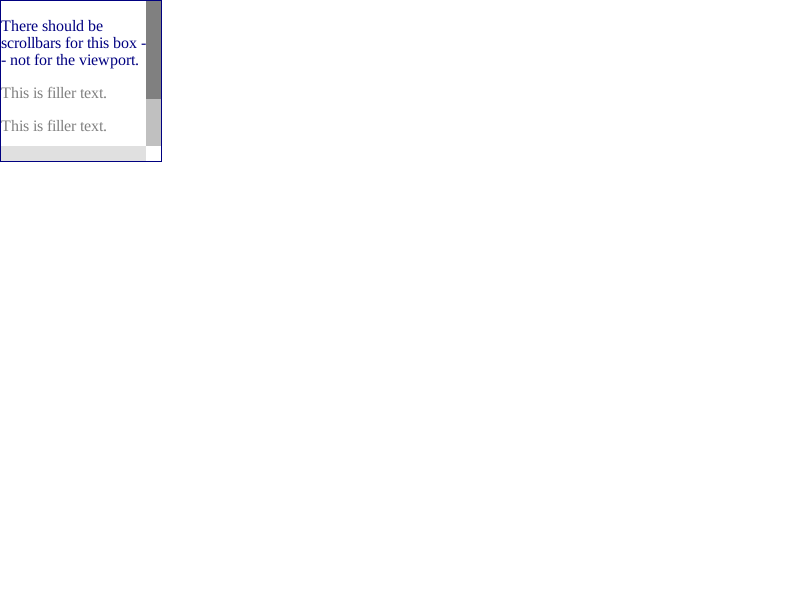 There should be
scrollbars for this box -
- not for the viewport.
This is filler text.
This is filler text.